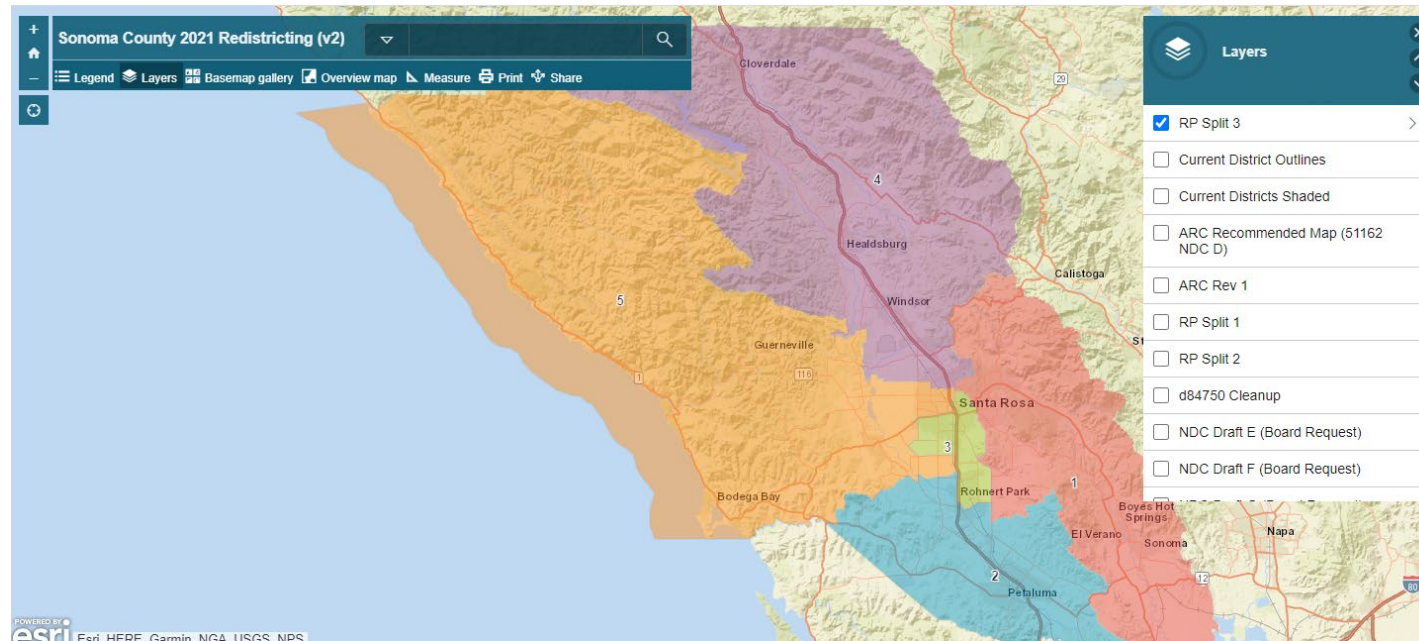 +
Sonoma County 2021 Redistricting (v2)
−
Legend Layers Basemap gallery Overview map Measure Print Share
Layers
RP Split 3
Current District Outlines
Current Districts Shaded
ARC Recommended Map (51162
NDC D)
ARC Rev 1
RP Split 1
RP Split 2
d84750 Cleanup
NDC Draft E (Board Request)
NDC Draft F (Board Request)
Cloverdale
29
4
Healdsburg
Calistoga
5
Windsor
Guerneville
St
116
1
Santa Rosa
3
Rohnert Park
1
Bodega Bay
Boyes Hot
Springs
El Verano
Sonoma
Napa
2
12
Petaluma
80
POWERED BY
esri
Esri, HERE, Garmin, NGA, USGS, NPS